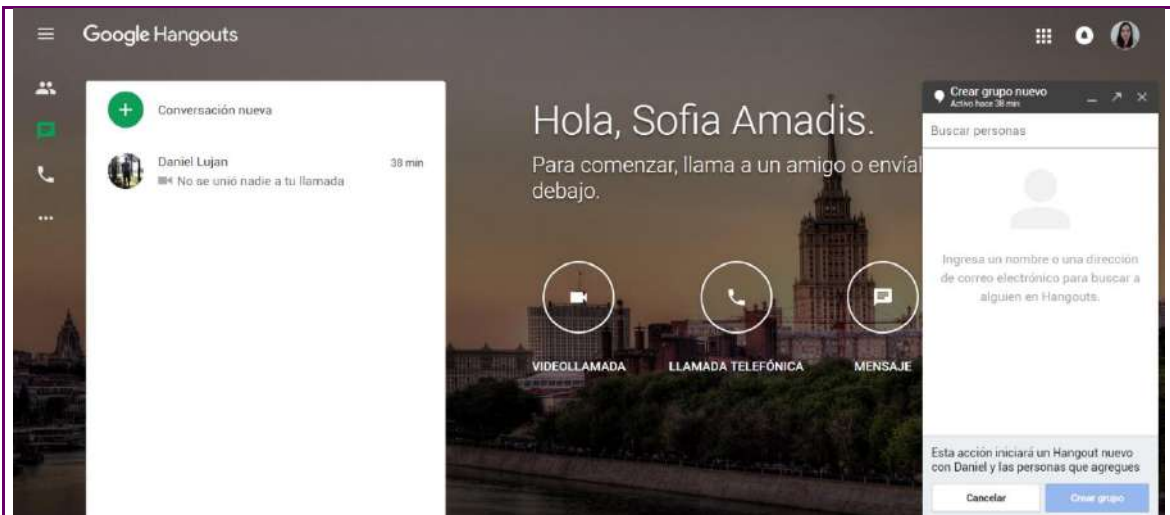 Google Hangouts
Conversación nueva
Daniel Lujan
38 min
No se unió nadie a tu llamada
Hola, Sofia Amadis.
Para comenzar, llama a un amigo o envíal
debajo.
VIDEOLLAMADA
LLAMADA TELEFÓNICA
MENSAJE
Crear grupo nuevo
Activo hace 38 min
Buscar personas
Ingresa un nombre o una dirección
de correo electrónico para buscar a
alguien en Hangouts.
Esta acción iniciará un Hangout nuevo
con Daniel y las personas que agregues
Cancelar
Crear grupo